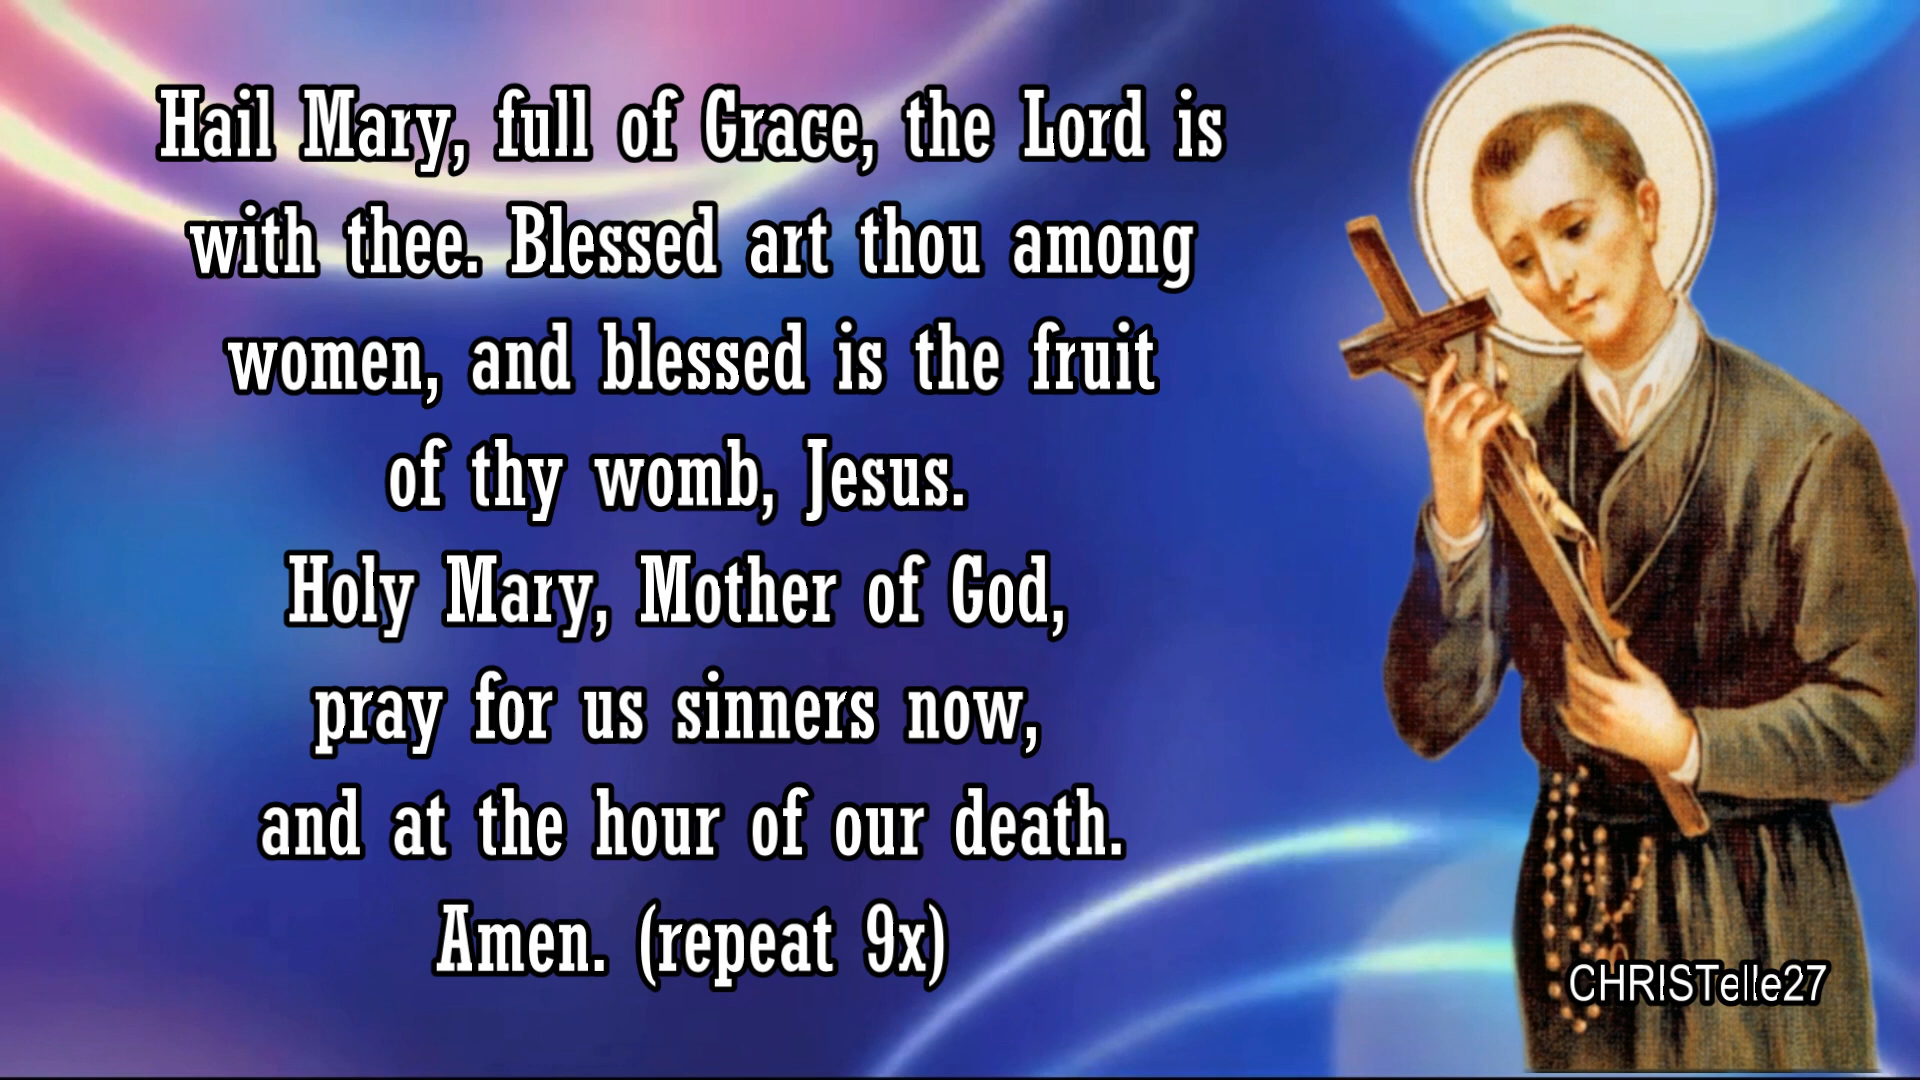 Hail Mary, full of Grace, the Lord is
with thee. Blessed art thou among
women, and blessed is the fruit
of thy womb, Jesus.
Holy Mary, Mother of God,
pray for us sinners now,
and at the hour of our death.
Amen. (repeat 9x)
CHRISTelle27